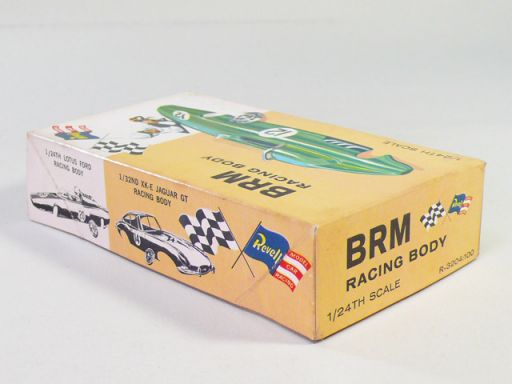 1/24TH SCALE
12
BRM
RACING BODY
1/24TH LOTUS FORD
RACING BODY
1/32ND XK-E JAGUAR GT
RACING BODY
Revell
MODEL
CAR
RACING
BRM
RACING BODY
1/24TH SCALE
R-3204:100